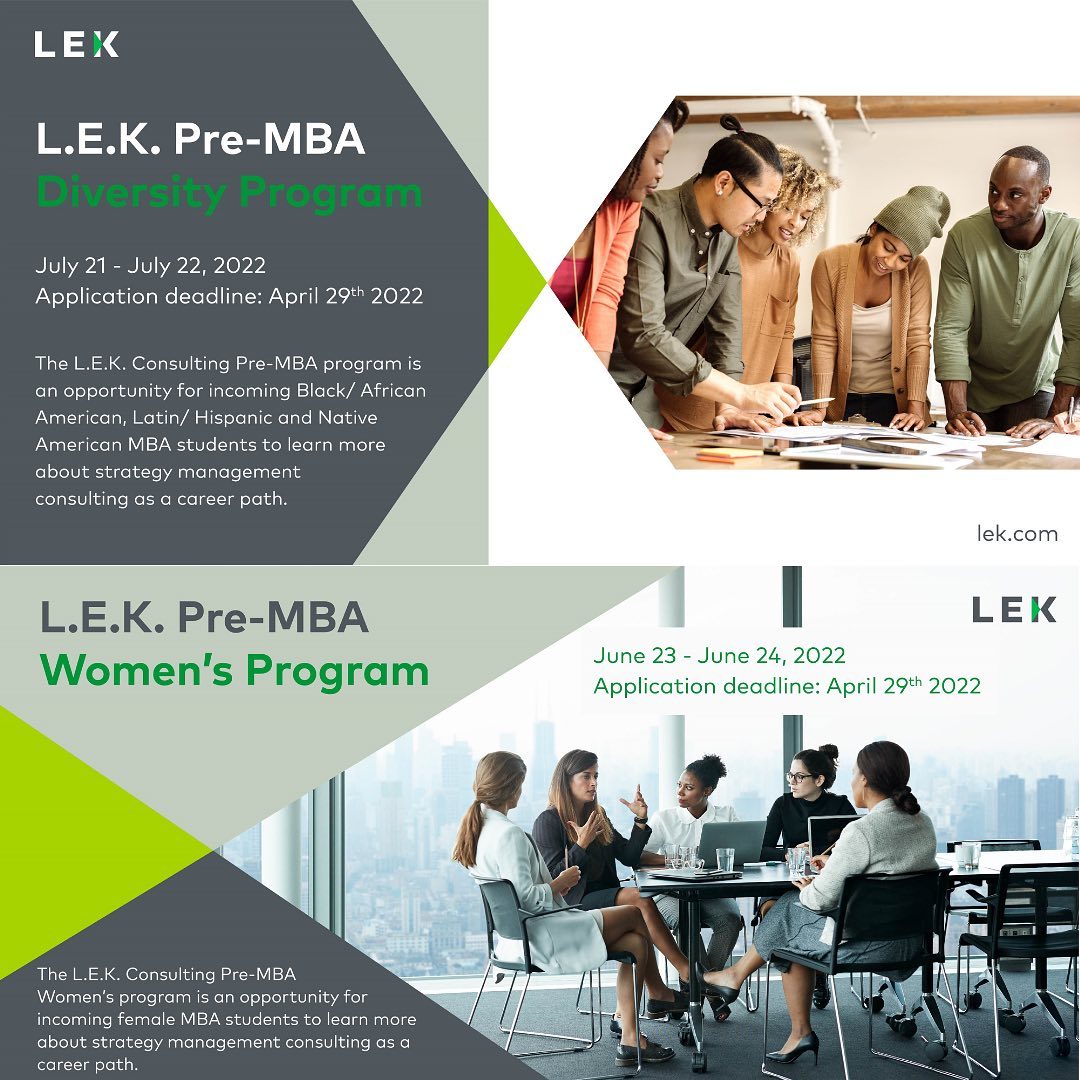 LEK
L.E.K. Pre-MBA
Diversity Program
July 21 - July 22, 2022
Application deadline: April 29th 2022
The L.E.K. Consulting Pre-MBA program is
an opportunity for incoming Black/ African
American, Latin/ Hispanic and Native
American MBA students to learn more
about strategy management
consulting as a career path.
lek.com
L.E.K. Pre-MBA
Women's Program
LEK
June 23 - June 24, 2022
Application deadline: April 29th 2022
The L.E.K. Consulting Pre-MBA
Women's program is an opportunity for
incoming female MBA students to learn more
about strategy management consulting as a
career path.